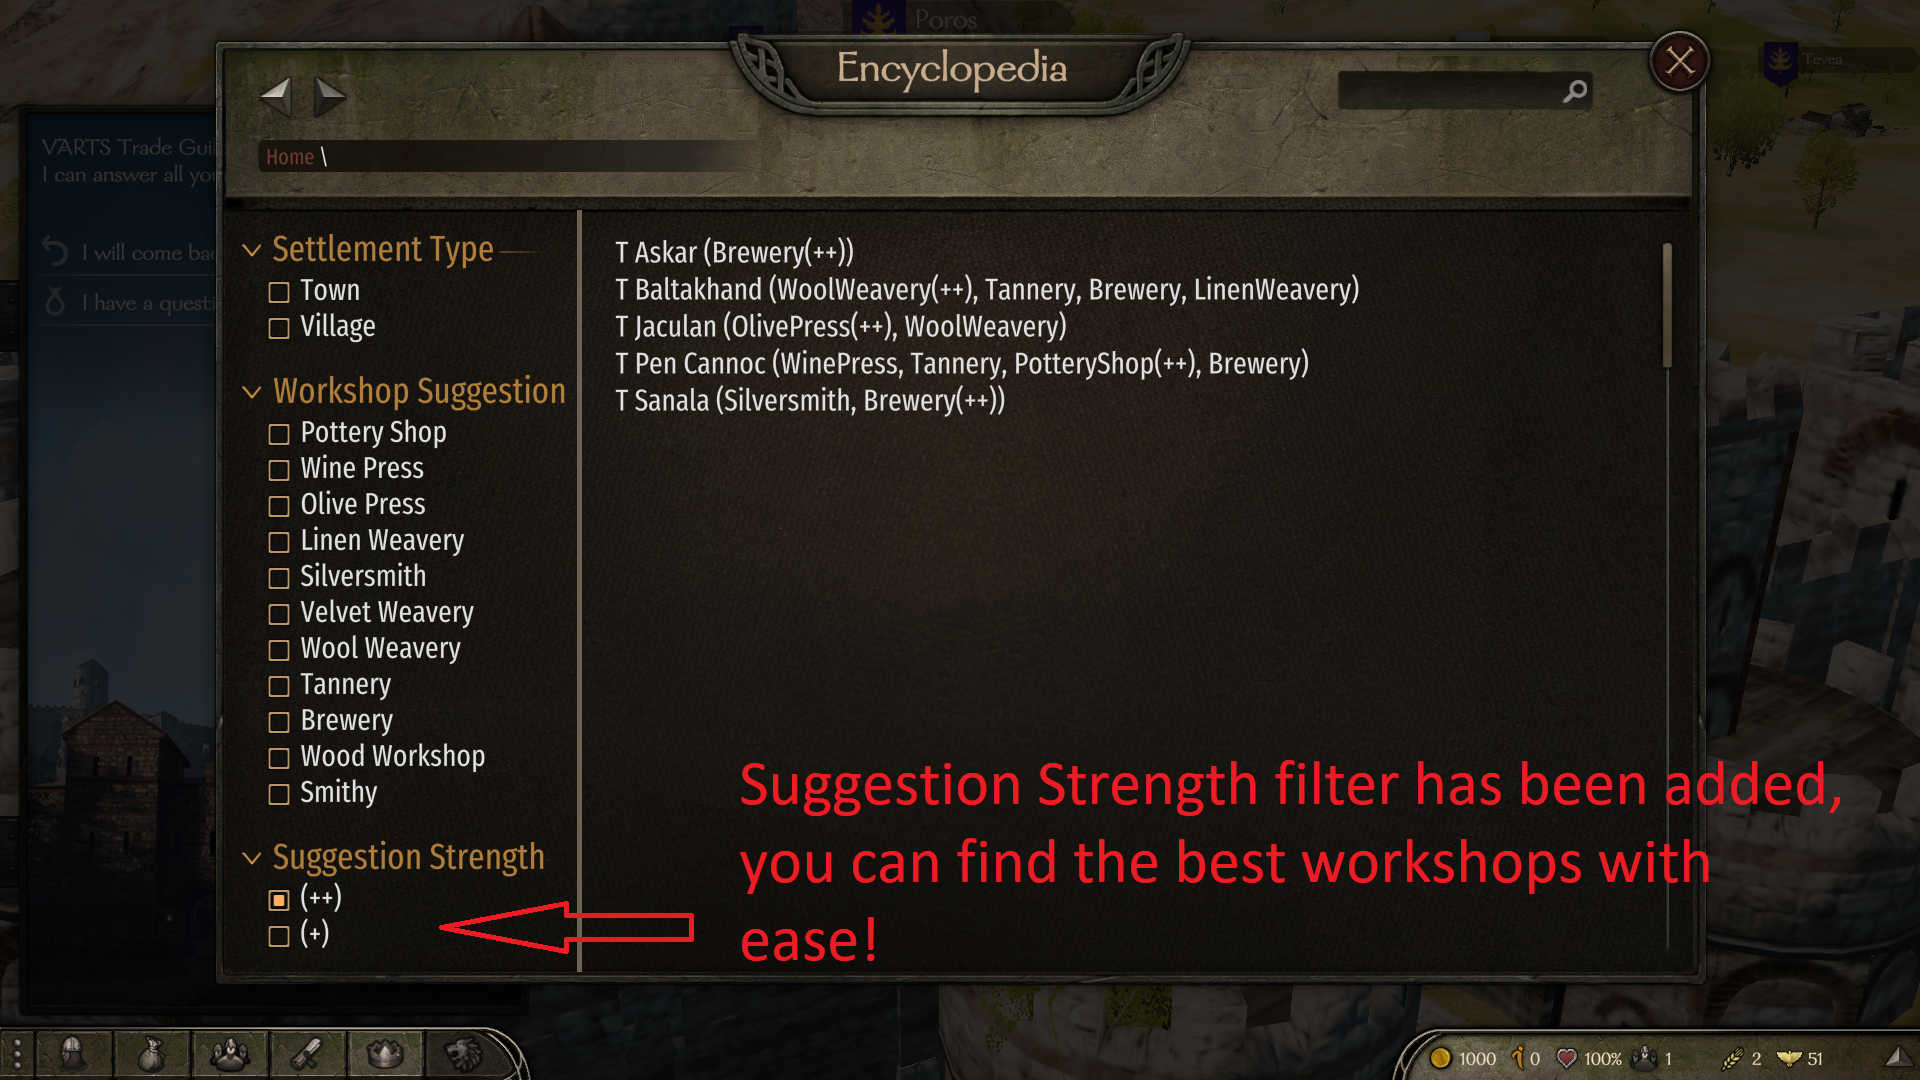 Poros
Encyclopedia
Tevea
VARTS Trade Gui
I can answer all you
Home \
I will come bac
I have a questi
Settlement Type
Town
Village
Workshop Suggestion
Pottery Shop
Wine Press
Olive Press
Linen Weavery
Silversmith
Velvet Weavery
Wool Weavery
Tannery
Brewery
Wood Workshop
Smithy
Suggestion Strength
(++)
(+)
T Askar (Brewery(++))
T Baltakhand (WoolWeavery(++), Tannery, Brewery, LinenWeavery)
T Jaculan (OlivePress(++), WoolWeavery)
T Pen Cannoc (WinePress, Tannery, PotteryShop(++), Brewery)
T Sanala (Silversmith, Brewery(++))
Suggestion Strength filter has been added,
you can find the best workshops with
ease!
1000 0 100% 1 2 51